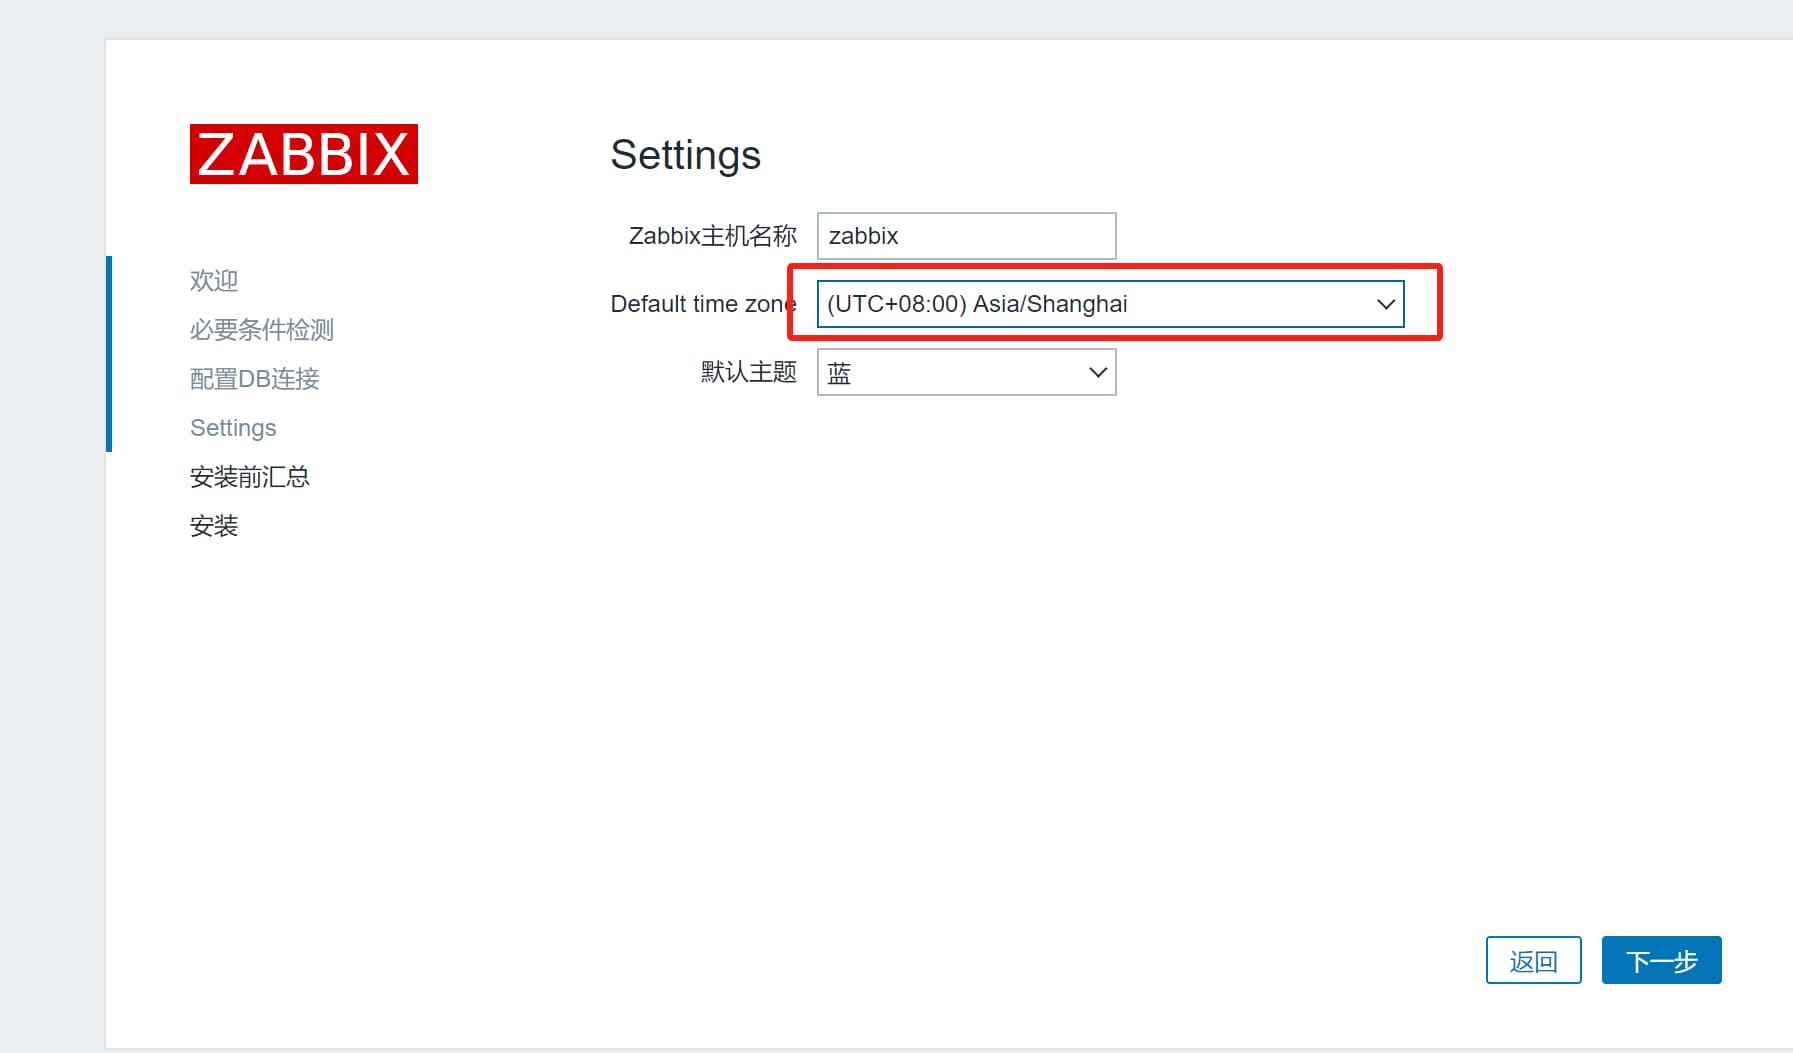 ZABBIX
欢迎
必要条件检测
配置DB连接
Settings
安装前汇总
安装
Settings
Zabbix主机名称 zabbix
Default time zone (UTC+08:00) Asia/Shanghai
默认主题 蓝
返回 下一步